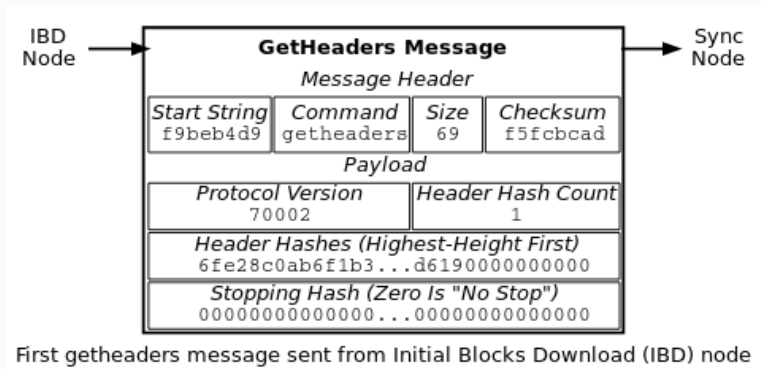 IBD
Node
GetHeaders Message
Sync
Node
Message Header
Start String Command Size Checksum
f9beb4d9 getheaders 69 f5fcbcad
Payload
Protocol Version Header Hash Count
70002 1
Header Hashes (Highest-Height First)
6fe28c0ab6f1b3...d6190000000000
Stopping Hash (Zero Is "No Stop")
00000000000000...00000000000000
First getheaders message sent from Initial Blocks Download (IBD) node